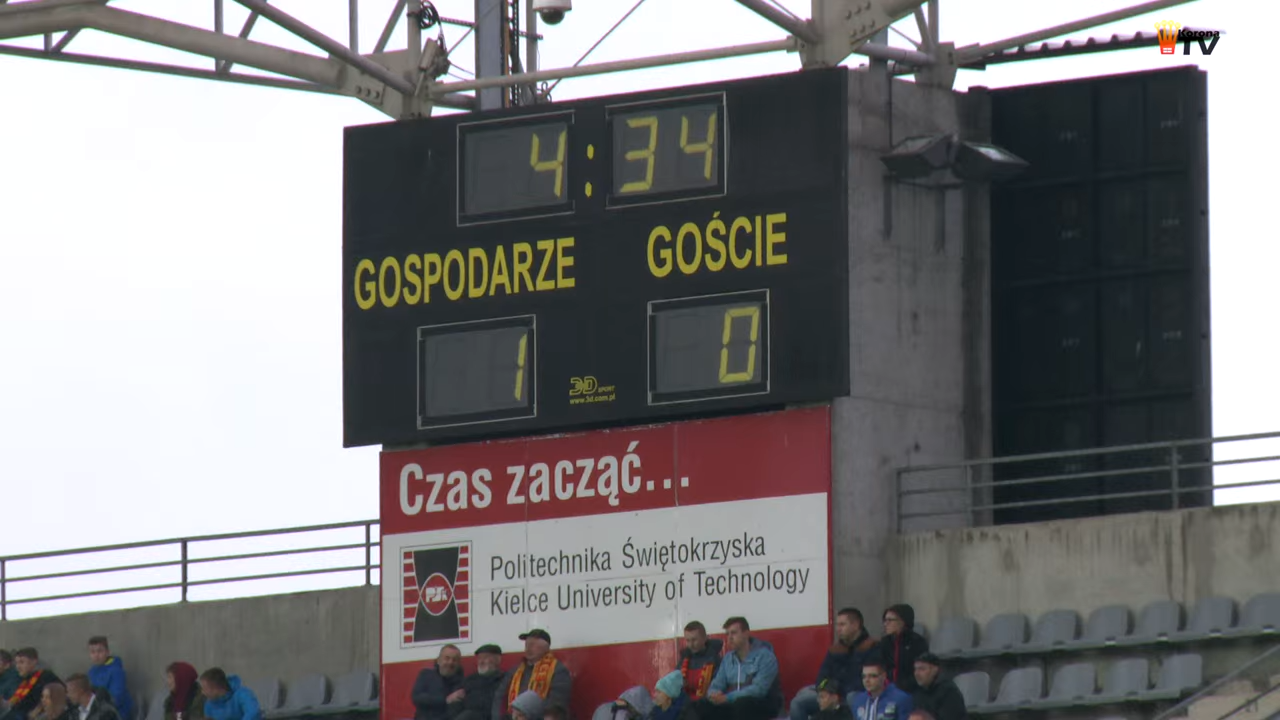 Korona
TV
4:34
GOSPODARZE GOŚCIE
1 0
3D SPORT
www.3d.com.pl
Czas zacząć...
Politechnika Świętokrzyska
Kielce University of Technology